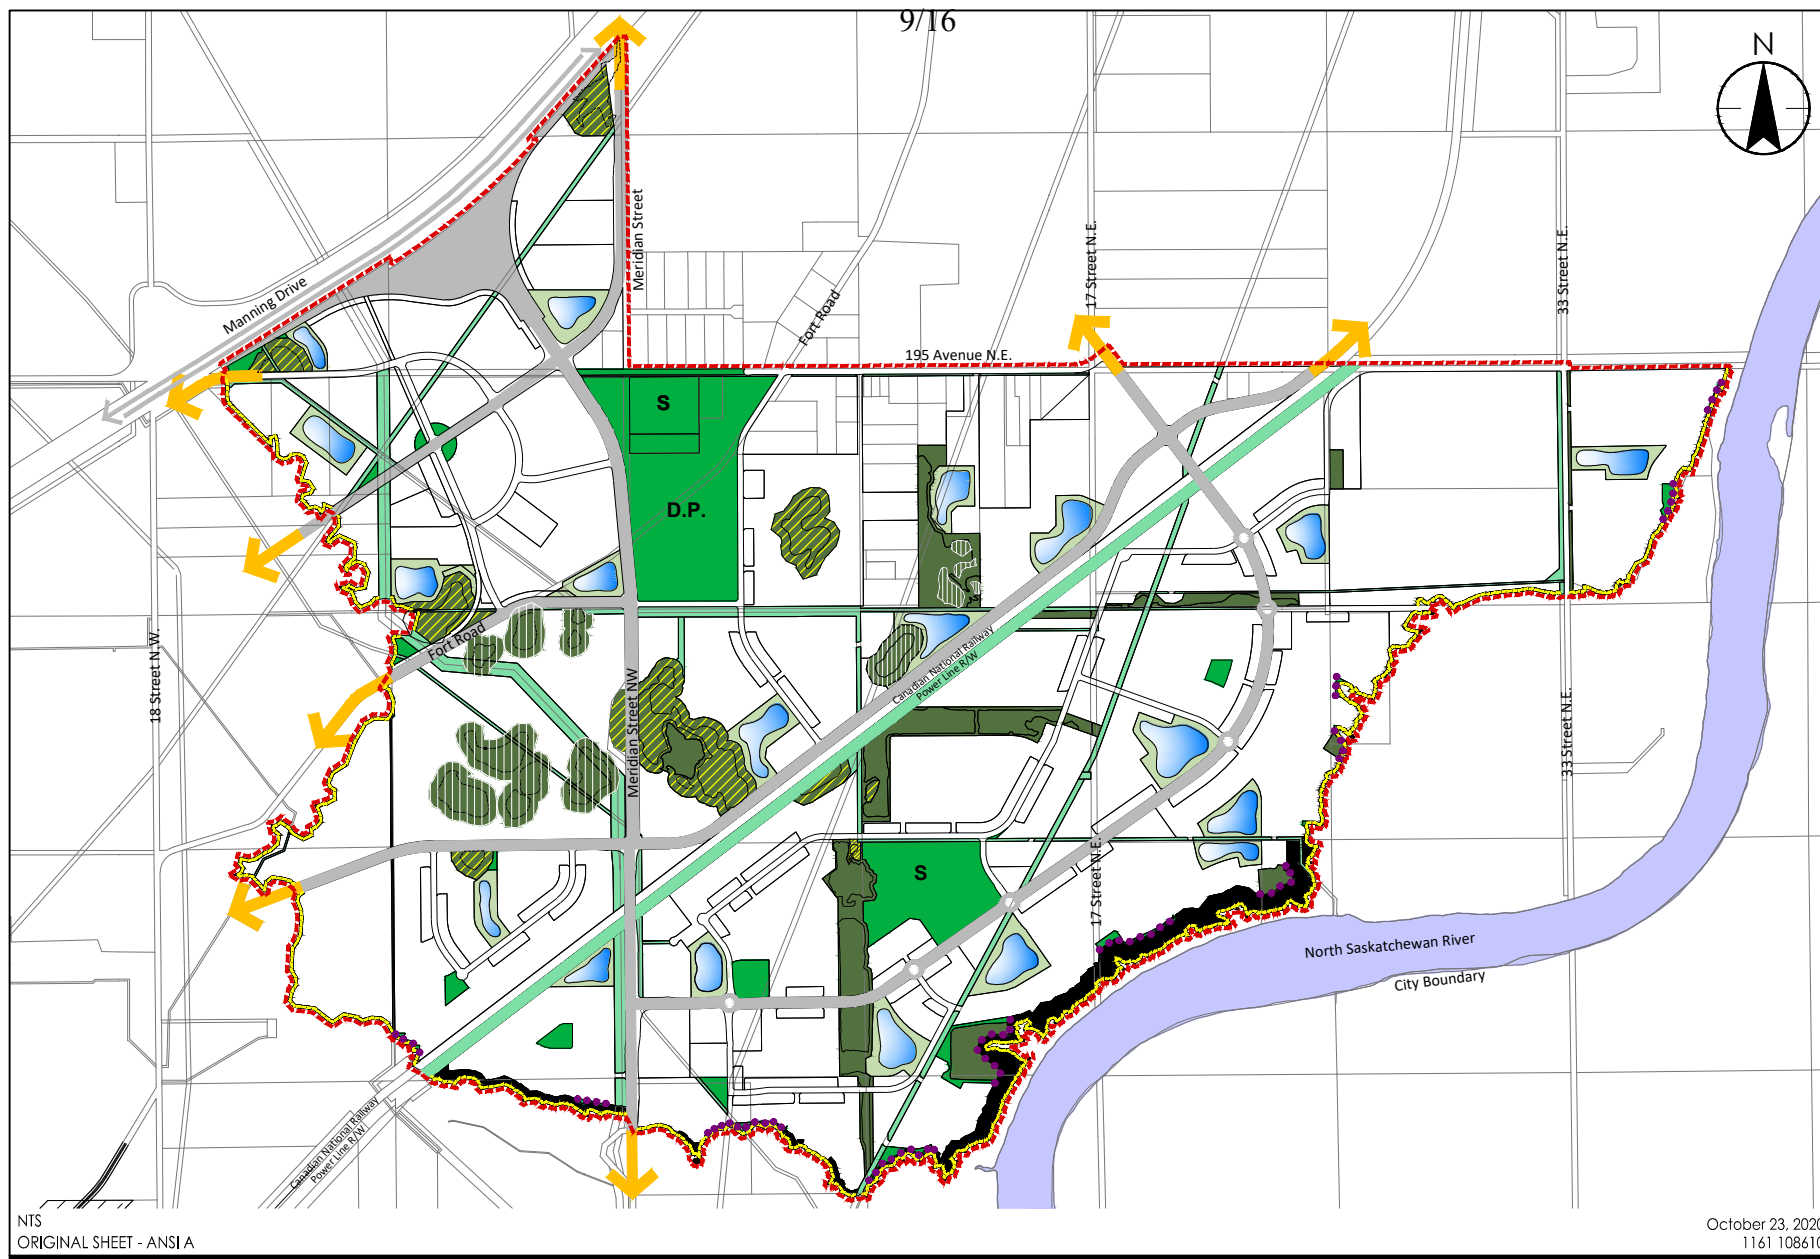 9/16
N
Meridian Street
17 Street N.E.
33 Street N.E.
Manning Drive
Fort Road
195 Avenue N.E.
S
D.P.
Fort Road
18 Street N.W.
Meridian Street NW
Canadian National Railway
Power Line R/W
33 Street N.E.
S
17 Street N.E.
North Saskatchewan River
City Boundary
Canadian National Railway
Power Line R/W
NTS
ORIGINAL SHEET - ANSI A
October 23, 2020
1161 108610